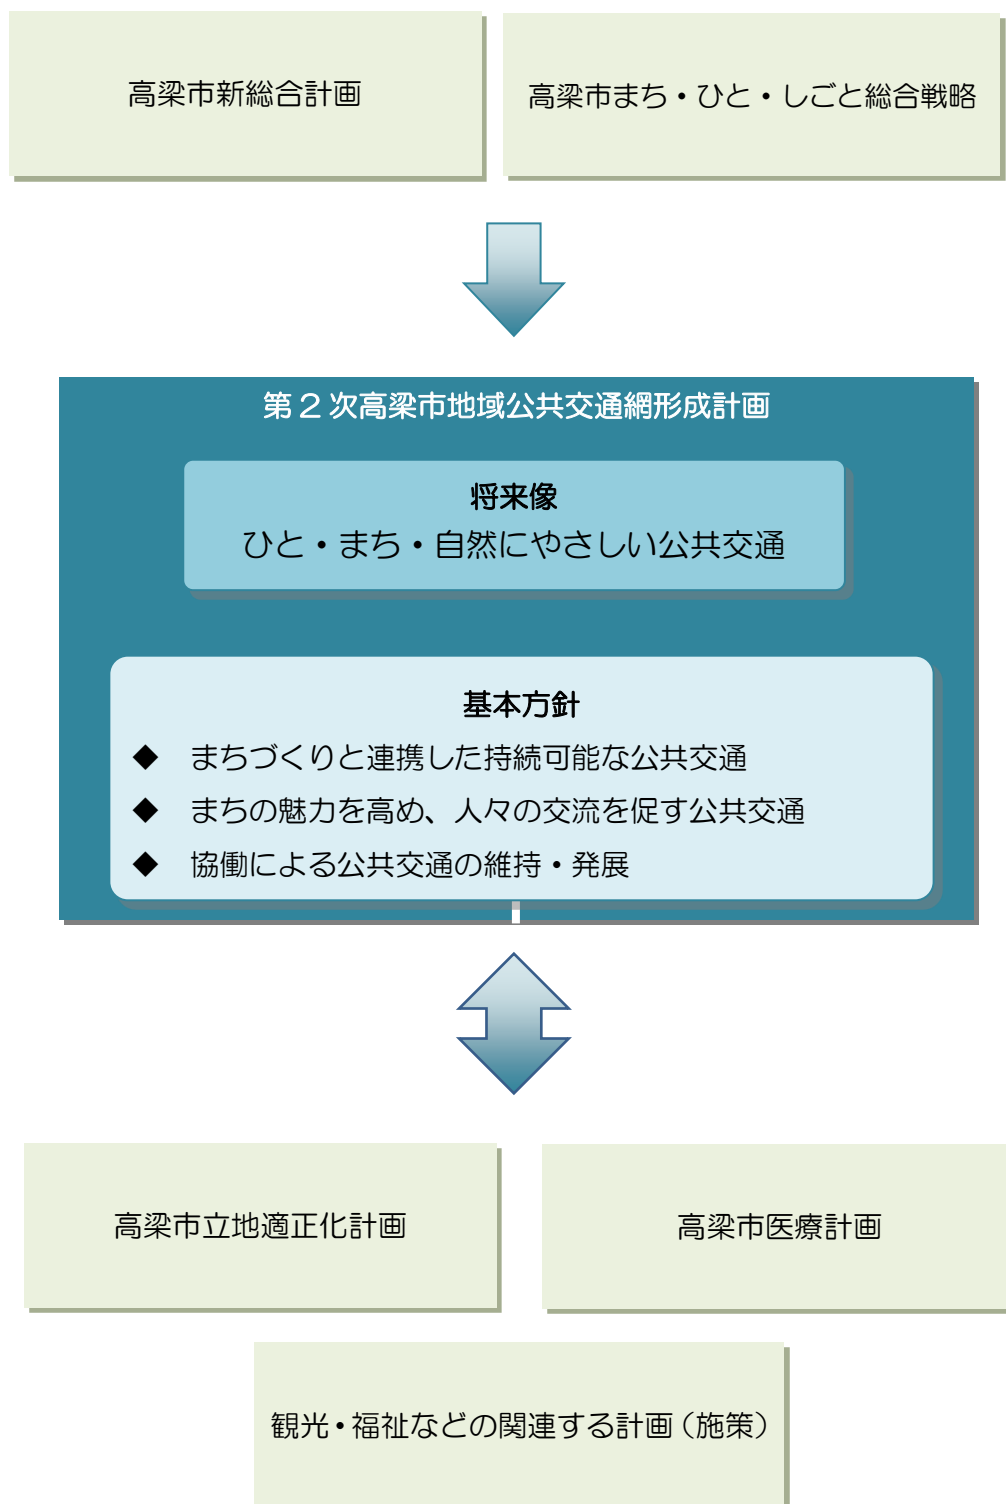 高梁市新総合計画
高梁市まち・ひと・しごと総合戦略
第2次高梁市地域公共交通網形成計画
将来像
ひと・まち・自然にやさしい公共交通
基本方針
◆ まちづくりと連携した持続可能な公共交通
◆ まちの魅力を高め、人々の交流を促す公共交通
◆ 協働による公共交通の維持・発展
高梁市立地適正化計画
高梁市医療計画
観光・福祉などの関連する計画（施策）